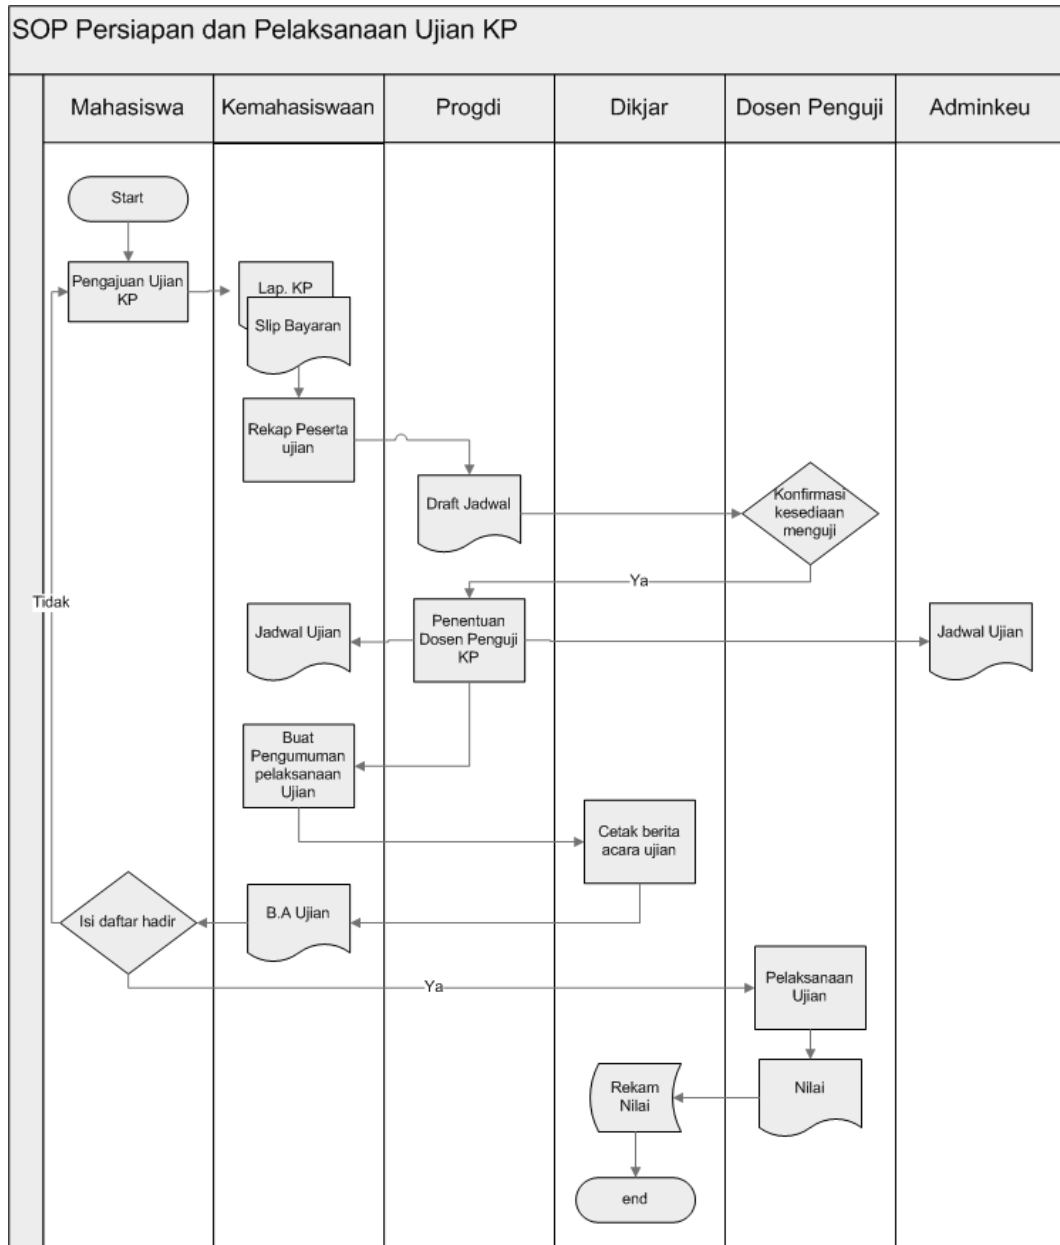 SOP Persiapan dan Pelaksanaan Ujian KP
Mahasiswa
Kemahasiswaan
Progdi
Dikjar
Dosen Penguji
Adminkeu
Start
Pengajuan Ujian
KP
Lap. KP
Slip Bayaran
Rekap Peserta
ujian
Draft Jadwal
Konfirmasi
kesediaan
menguji
Ya
Tidak
Jadwal Ujian
Penentuan
Dosen Penguji
KP
Jadwal Ujian
Buat
Pengumuman
pelaksanaan
Ujian
Cetak berita
acara ujian
Isi daftar hadir
B.A Ujian
Ya
Pelaksanaan
Ujian
Nilai
Rekam
Nilai
end